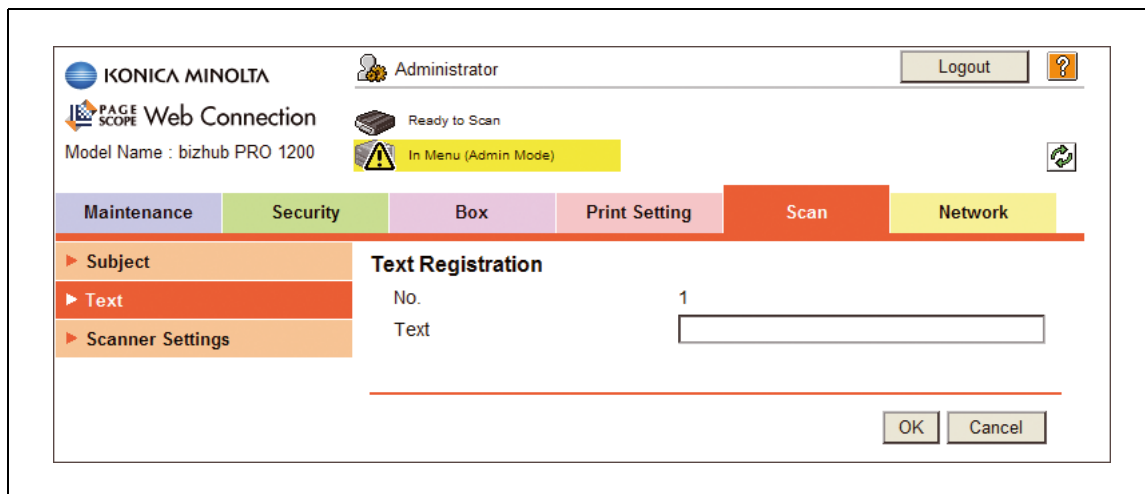 KONICA MINOLTA
Administrator
Logout
?
PAGE SCOPE Web Connection
Ready to Scan
Model Name : bizhub PRO 1200
In Menu (Admin Mode)
Maintenance Security Box Print Setting Scan Network
Subject
Text
Scanner Settings
Text Registration
No. 1
Text
OK Cancel